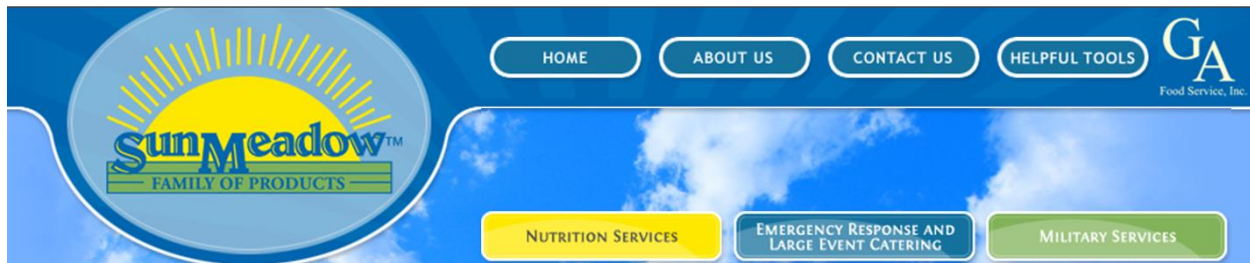 HOME
ABOUT US
CONTACT US
HELPFUL TOOLS
GA
Food Service, Inc.
SunMeadow™
FAMILY OF PRODUCTS
NUTRITION SERVICES
EMERGENCY RESPONSE AND
LARGE EVENT CATERING
MILITARY SERVICES